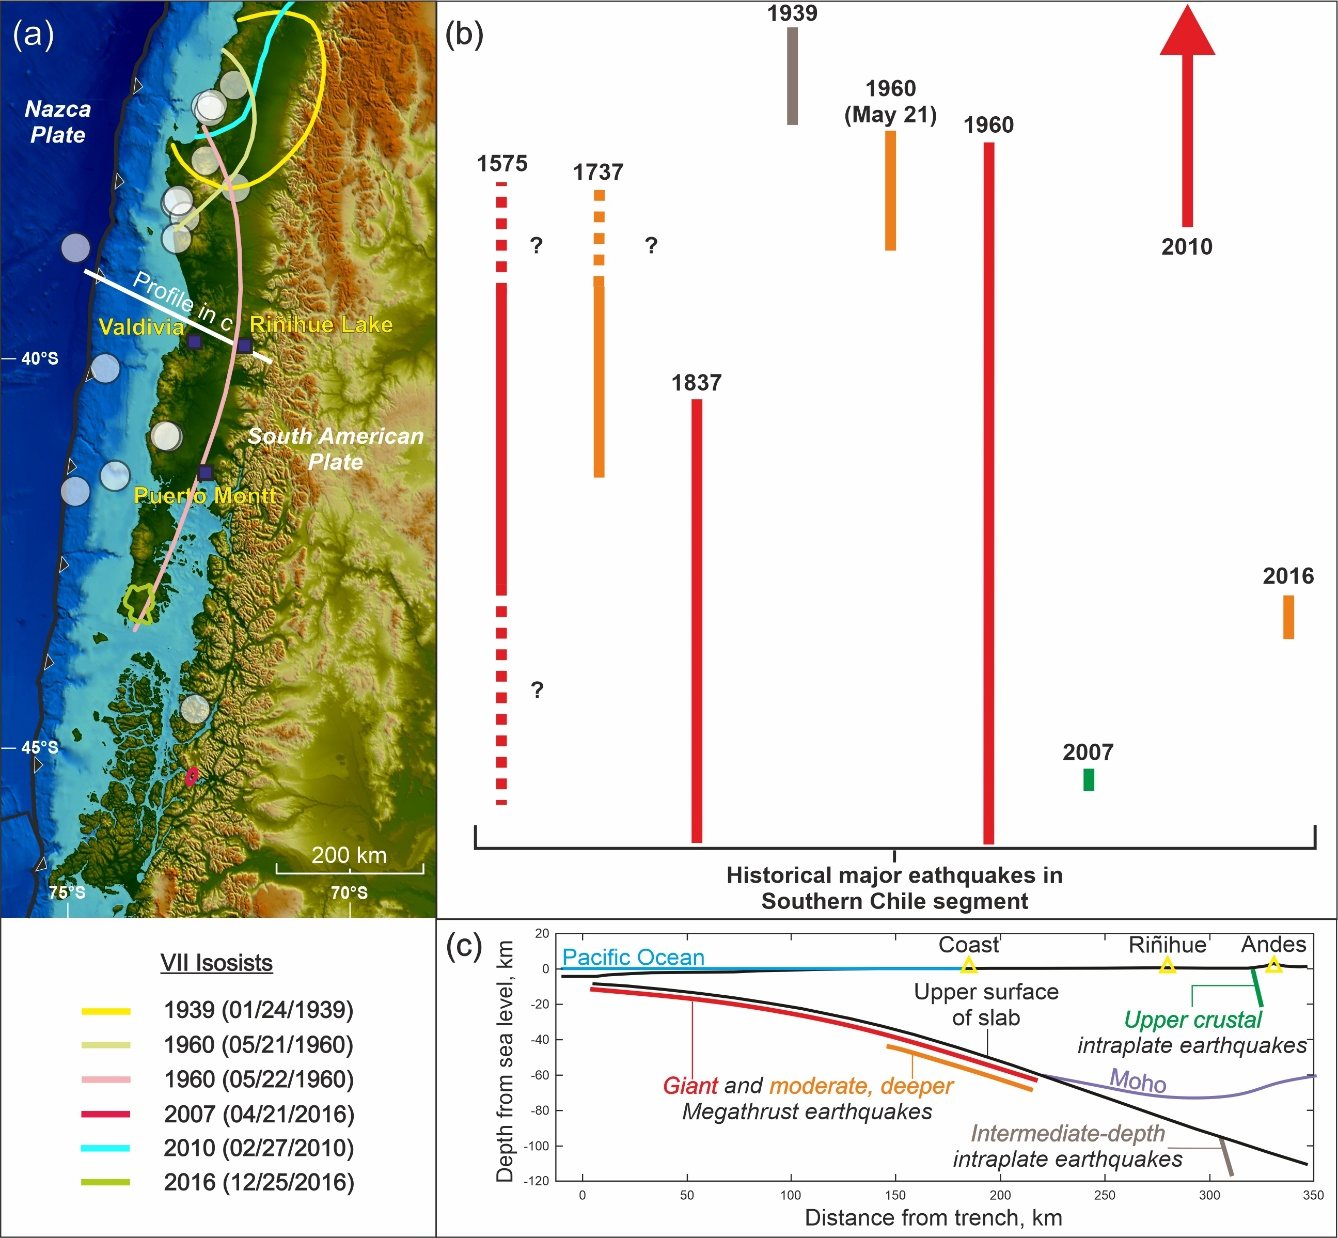 (a)
Nazca
Plate
Profile in c
Valdivia
Riñihue Lake
40°S
South American
Plate
Puerto Montt
45°S
200 km
75°S
70°S
VII Isosists
1939 (01/24/1939)
1960 (05/21/1960)
1960 (05/22/1960)
2007 (04/21/2016)
2010 (02/27/2010)
2016 (12/25/2016)
(b)
1939
1960
(May 21)
1960
1575
1737
?
?
2010
1837
2016
?
2007
Historical major eathquakes in
Southern Chile segment
(c)
Depth from sea level, km
20
0
-20
-40
-60
-80
-100
-120
Pacific Ocean
Coast
Riñihue
Andes
Upper surface
of slab
Upper crustal
intraplate earthquakes
Giant and moderate, deeper
Megathrust earthquakes
Moho
Intermediate-depth
intraplate earthquakes
0
50
100
150
200
250
300
350
Distance from trench, km